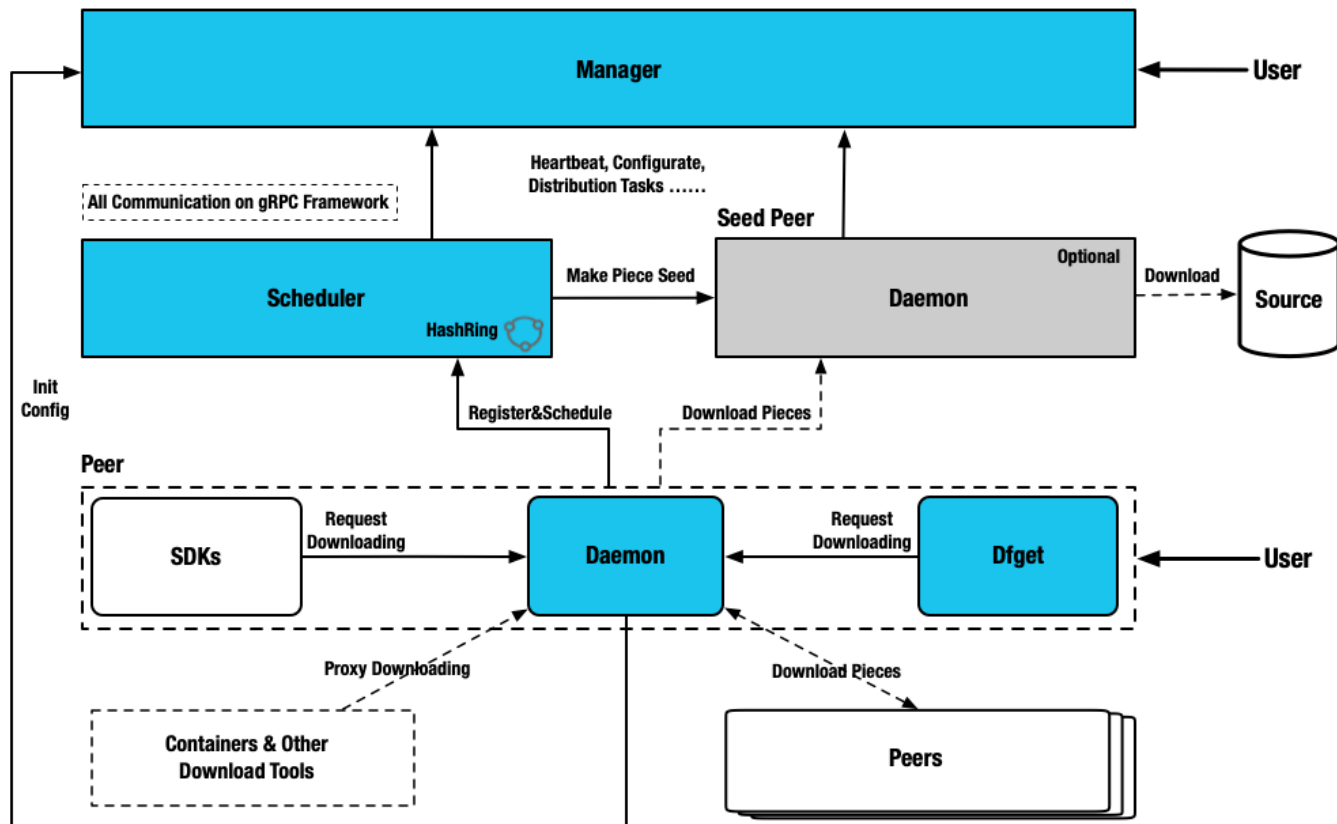 Manager
User
Heartbeat, Configurate,
Distribution Tasks ......
All Communication on gRPC Framework
Seed Peer
Optional
Scheduler
HashRing
Make Piece Seed
Daemon
Download
Source
Init
Config
Register&Schedule
Download Pieces
Peer
SDKs
Request
Downloading
Daemon
Request
Downloading
Dfget
User
Proxy Downloading
Download Pieces
Containers & Other
Download Tools
Peers